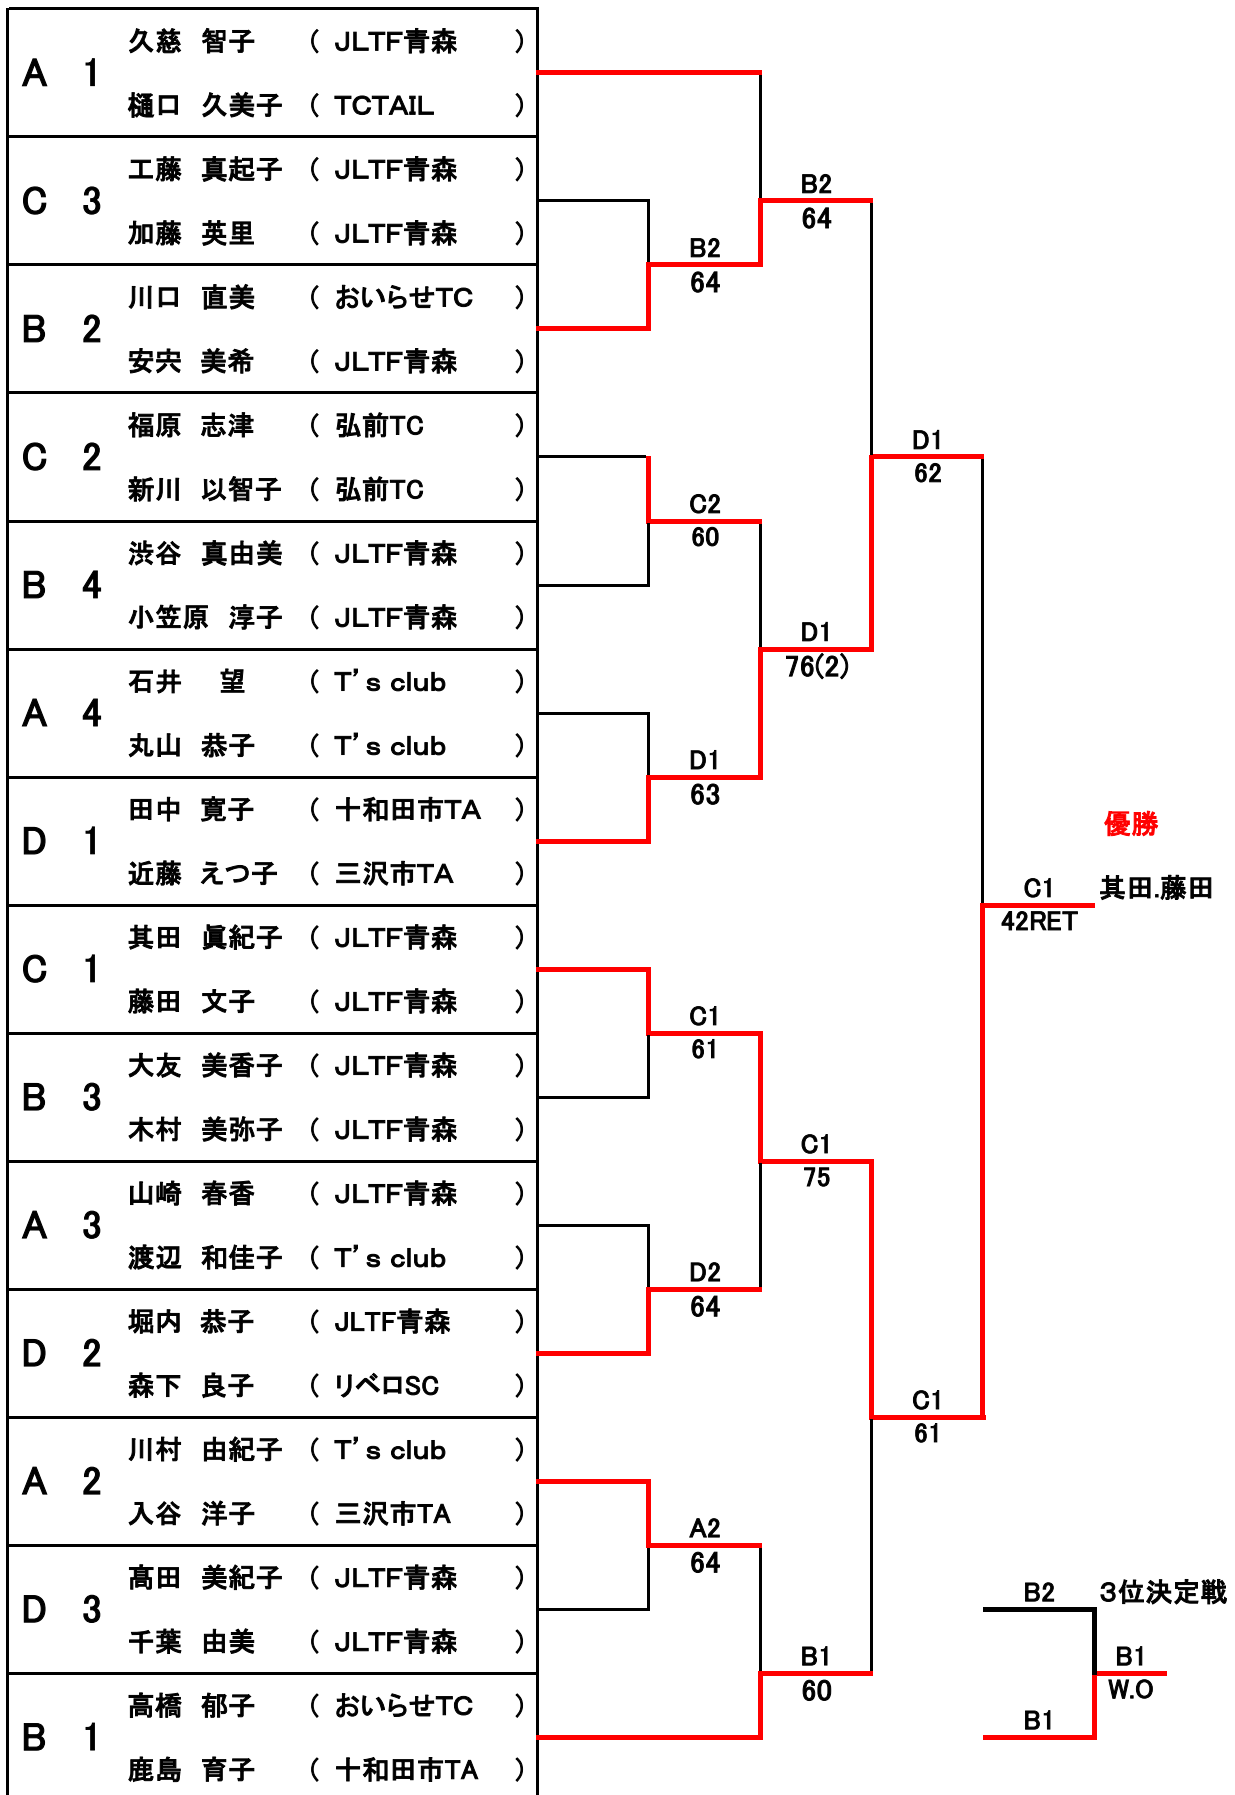 A 1
久慈 智子 ( JLTF青森 )
樋口 久美子 ( TCTAIL )
C 3
工藤 真起子 ( JLTF青森 )
加藤 英里 ( JLTF青森 )
B 2
川口 直美 ( おいらせTC )
安宍 美希 ( JLTF青森 )
C 2
福原 志津 ( 弘前TC )
新川 以智子 ( 弘前TC )
B 4
渋谷 真由美 ( JLTF青森 )
小笠原 淳子 ( JLTF青森 )
A 4
石井 望 ( T's club )
丸山 恭子 ( T's club )
D 1
田中 寛子 ( 十和田市TA )
近藤 えつ子 ( 三沢市TA )
C 1
其田 眞紀子 ( JLTF青森 )
藤田 文子 ( JLTF青森 )
B 3
大友 美香子 ( JLTF青森 )
木村 美弥子 ( JLTF青森 )
A 3
山崎 春香 ( JLTF青森 )
渡辺 和佳子 ( T's club )
D 2
堀内 恭子 ( JLTF青森 )
森下 良子 ( リベロSC )
A 2
川村 由紀子 ( T's club )
入谷 洋子 ( 三沢市TA )
D 3
髙田 美紀子 ( JLTF青森 )
千葉 由美 ( JLTF青森 )
B 1
高橋 郁子 ( おいらせTC )
鹿島 育子 ( 十和田市TA )
B2
64
C2
60
D1
63
C1
61
D2
64
A2
64
B2
64
D1
76(2)
C1
75
B1
60
D1
62
C1
61
C1
42RET
優勝
其田.藤田
3位決定戦
B2
B1
B1
W.O